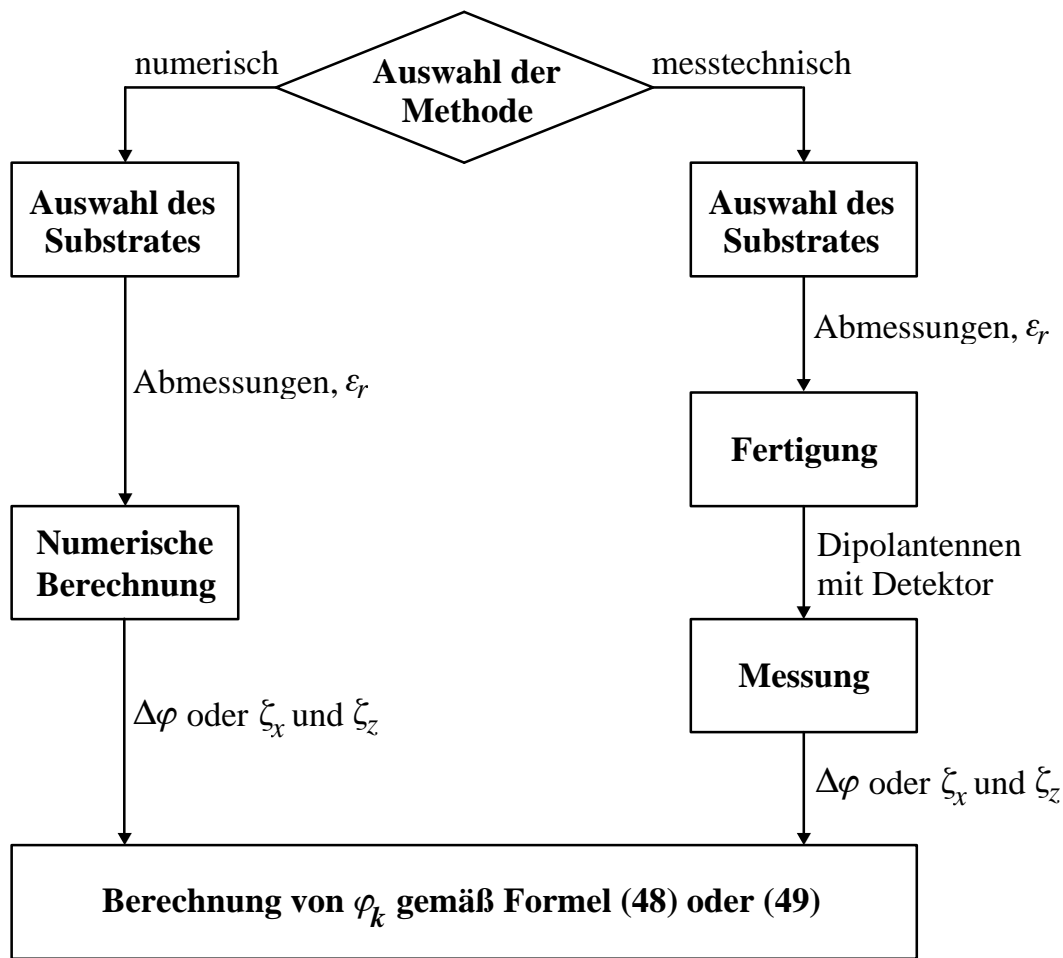 numerisch
Auswahl der
Methode
messtechnisch
Auswahl des
Substrates
Auswahl des
Substrates
Abmessungen, εr
Abmessungen, εr
Fertigung
Numerische
Berechnung
Dipolantennen
mit Detektor
Messung
Δφ oder ζx und ζz
Δφ oder ζx und ζz
Berechnung von φk gemäß Formel (48) oder (49)